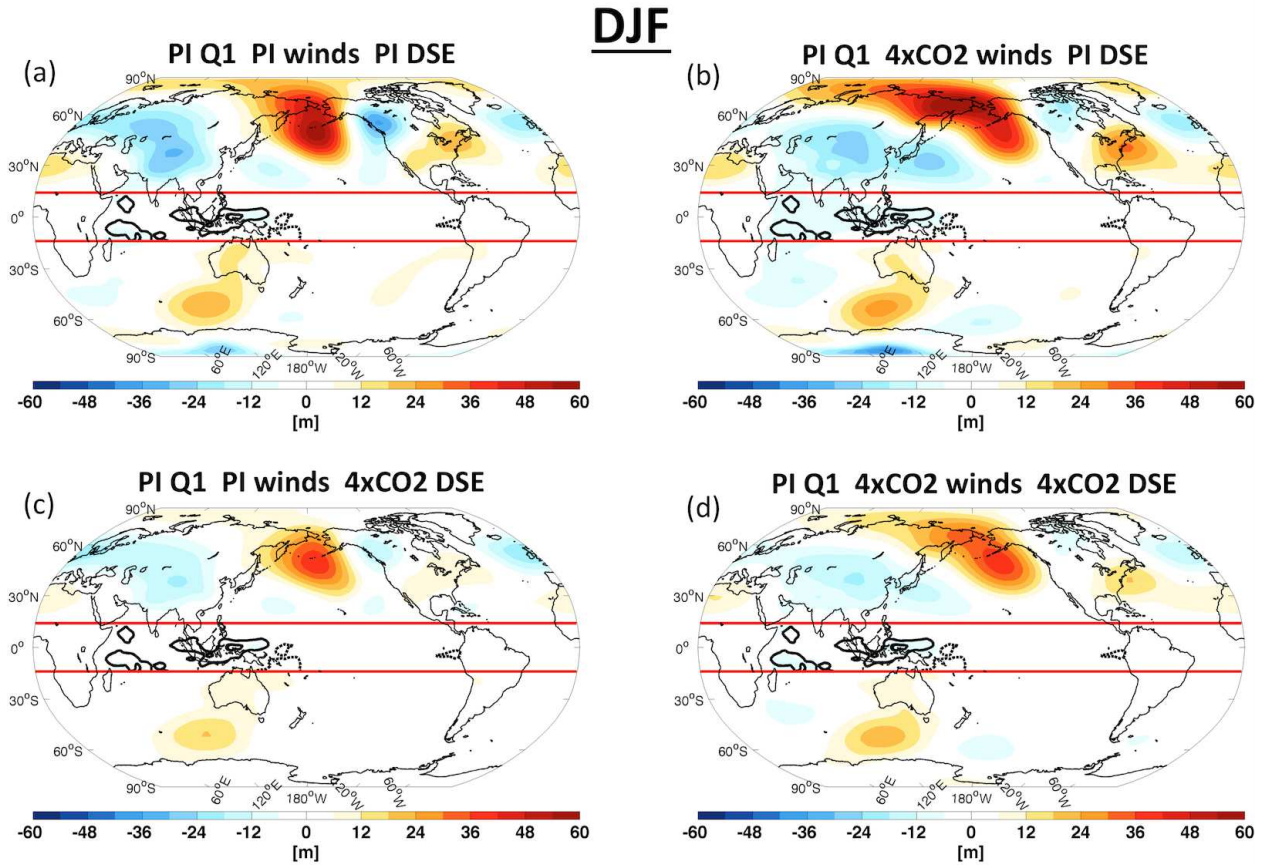 DJF
(a) PI Q1 PI winds PI DSE
90°N
60°N
30°N
0°
30°S
60°S
90°S
60°E 120°E 180°W 120°W 60°W
-60 -48 -36 -24 -12 0 12 24 36 48 60
[m]
(b) PI Q1 4xCO2 winds PI DSE
90°N
60°N
30°N
0°
30°S
60°S
90°S
60°E 120°E 180°W 120°W 60°W
-60 -48 -36 -24 -12 0 12 24 36 48 60
[m]
(c) PI Q1 PI winds 4xCO2 DSE
90°N
60°N
30°N
0°
30°S
60°S
90°S
60°E 120°E 180°W 120°W 60°W
-60 -48 -36 -24 -12 0 12 24 36 48 60
[m]
(d) PI Q1 4xCO2 winds 4xCO2 DSE
90°N
60°N
30°N
0°
30°S
60°S
90°S
60°E 120°E 180°W 120°W 60°W
-60 -48 -36 -24 -12 0 12 24 36 48 60
[m]